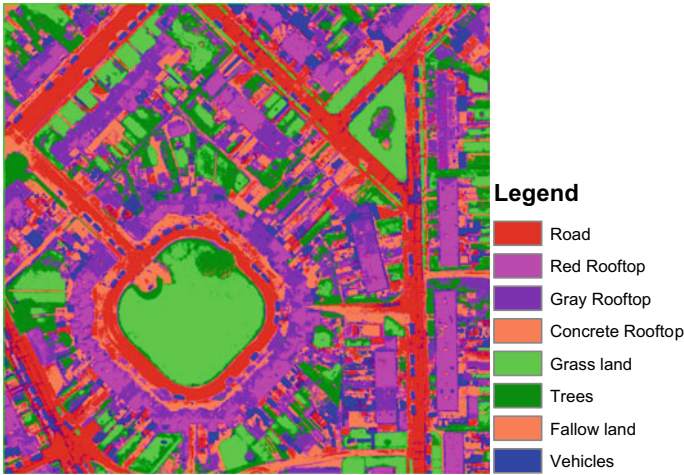 Legend
Road
Red Rooftop
Gray Rooftop
Concrete Rooftop
Grass land
Trees
Fallow land
Vehicles